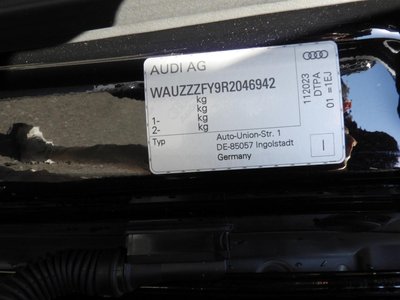 AUDI AG
WAUZZZFY9R2046942
kg
kg
1- kg
2- kg
Typ
Auto-Union-Str. 1
DE-85057 Ingolstadt
Germany
I
112023
DTPA
01 =1EJ